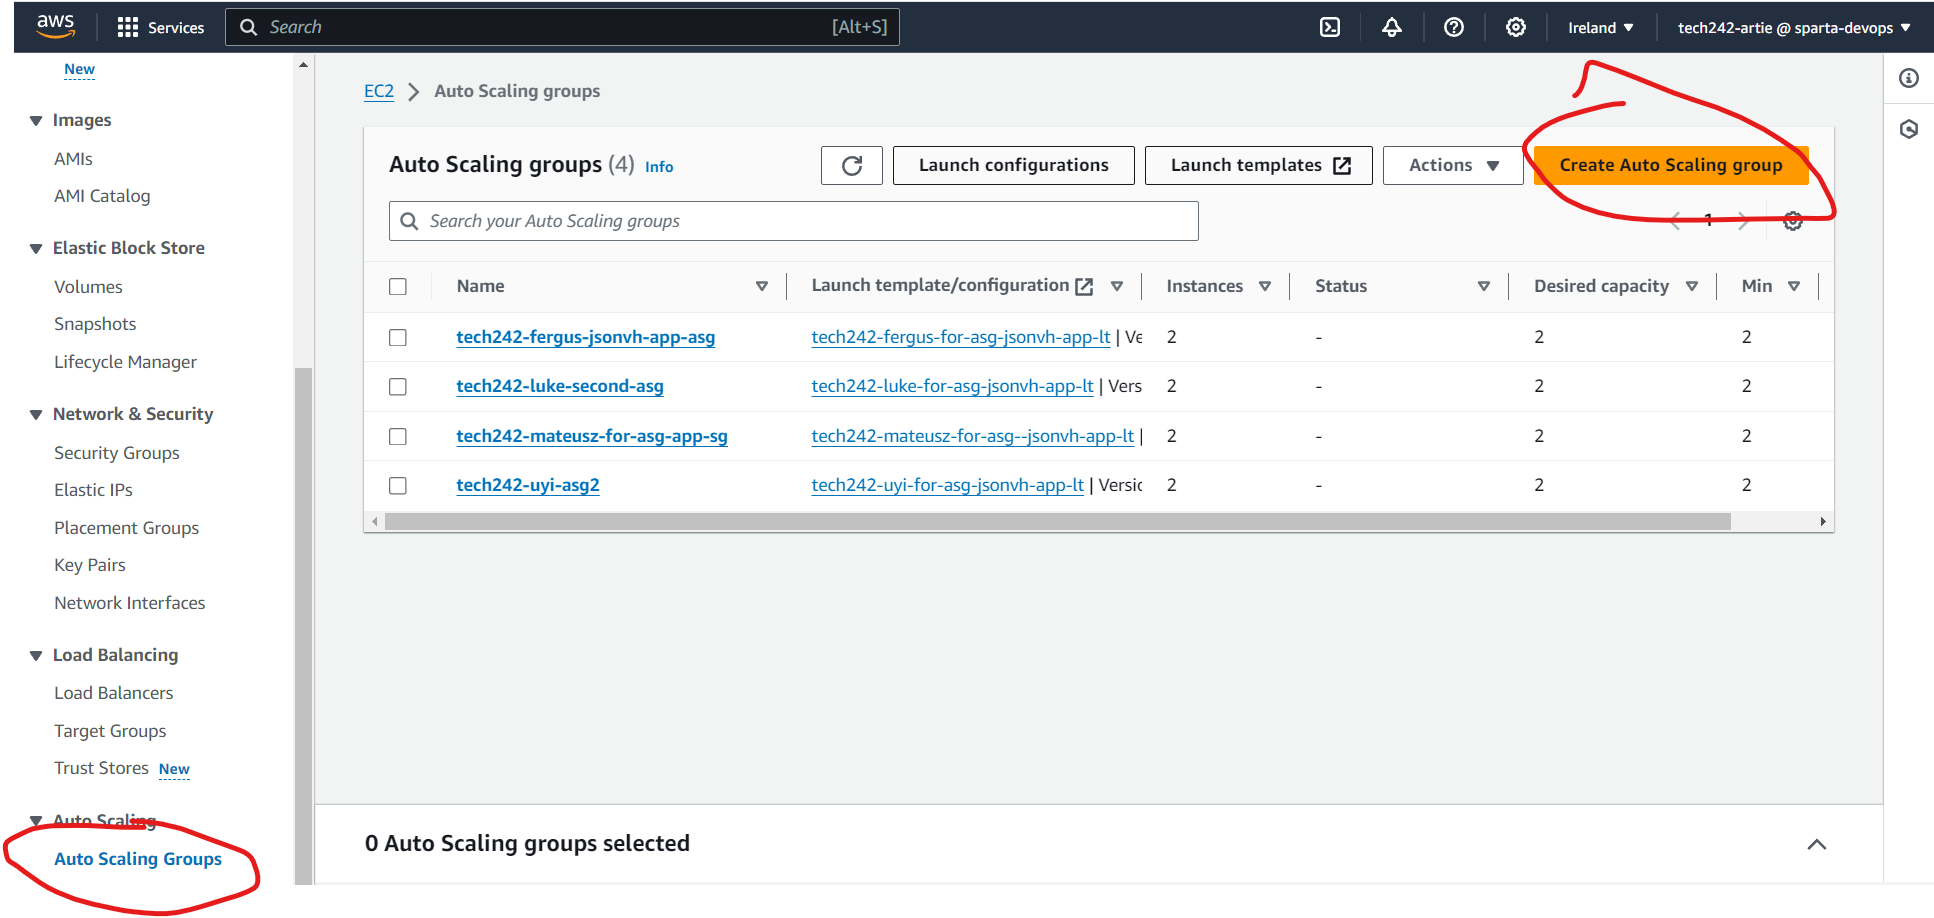 aws
Services
Search
[Alt+S]
Ireland
tech242-artie @ sparta-devops
New
Images
AMIs
AMI Catalog
Elastic Block Store
Volumes
Snapshots
Lifecycle Manager
Network & Security
Security Groups
Elastic IPs
Placement Groups
Key Pairs
Network Interfaces
Load Balancing
Load Balancers
Target Groups
Trust Stores New
Auto Scaling
Auto Scaling Groups
EC2 > Auto Scaling groups
Auto Scaling groups (4) Info
Launch configurations
Launch templates
Actions
Create Auto Scaling group
Search your Auto Scaling groups
1
Name Launch template/configuration Instances Status Desired capacity Min
tech242-fergus-jsonvh-app-asg tech242-fergus-for-asg-jsonvh-app-lt | Ve 2 - 2 2
tech242-luke-second-asg tech242-luke-for-asg-jsonvh-app-lt | Vers 2 - 2 2
tech242-mateusz-for-asg-app-sg tech242-mateusz-for-asg--jsonvh-app-lt | 2 - 2 2
tech242-uyi-asg2 tech242-uyi-for-asg-jsonvh-app-lt | Versic 2 - 2 2
0 Auto Scaling groups selected